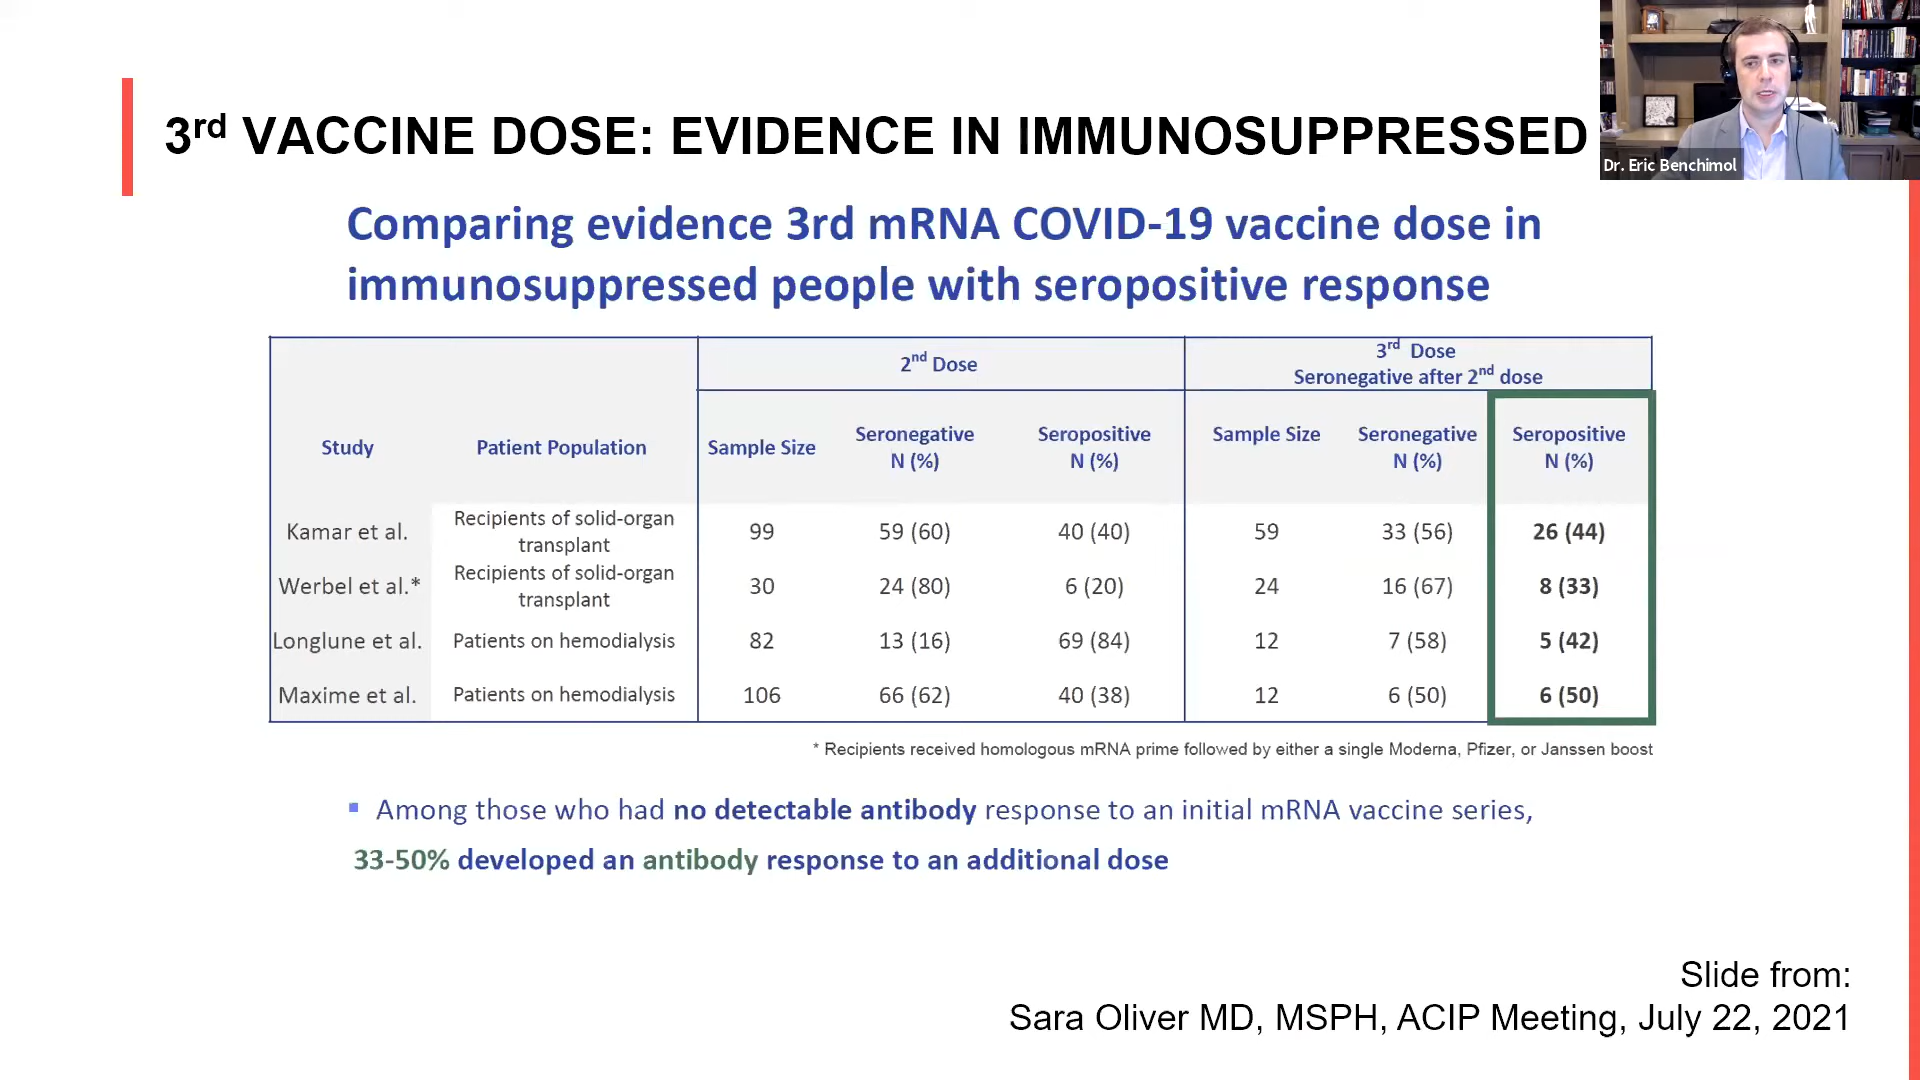 3rd VACCINE DOSE: EVIDENCE IN IMMUNOSUPPRESSED
Dr. Eric Benchimol
Comparing evidence 3rd mRNA COVID-19 vaccine dose in
immunosuppressed people with seropositive response
2nd Dose
3rd Dose
Seronegative after 2nd dose
Study Patient Population Sample Size Seronegative N (%) Seropositive N (%) Sample Size Seronegative N (%) Seropositive N (%)
Kamar et al. Recipients of solid-organ transplant 99 59 (60) 40 (40) 59 33 (56) 26 (44)
Werbel et al.* Recipients of solid-organ transplant 30 24 (80) 6 (20) 24 16 (67) 8 (33)
Longlune et al. Patients on hemodialysis 82 13 (16) 69 (84) 12 7 (58) 5 (42)
Maxime et al. Patients on hemodialysis 106 66 (62) 40 (38) 12 6 (50) 6 (50)
* Recipients received homologous mRNA prime followed by either a single Moderna, Pfizer, or Janssen boost
▪ Among those who had no detectable antibody response to an initial mRNA vaccine series,
33-50% developed an antibody response to an additional dose
Slide from:
Sara Oliver MD, MSPH, ACIP Meeting, July 22, 2021